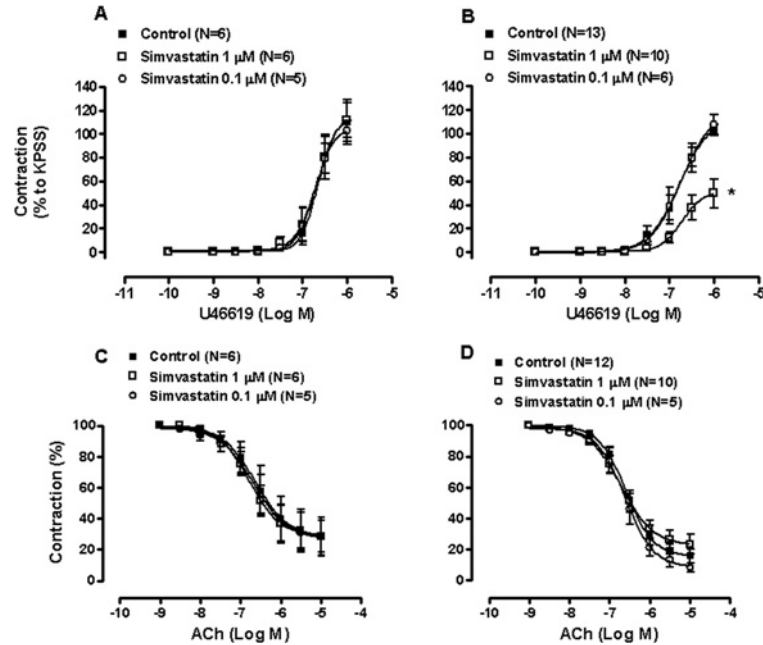 A
■ Control (N=6)
□ Simvastatin 1 µM (N=6)
○ Simvastatin 0.1 µM (N=5)
Contraction
(% to KPSS)
140
120
100
80
60
40
20
0
-11 -10 -9 -8 -7 -6 -5
U46619 (Log M)
B
■ Control (N=13)
□ Simvastatin 1 µM (N=10)
○ Simvastatin 0.1 µM (N=6)
140
120
100
80
60
40
20
0
*
-11 -10 -9 -8 -7 -6 -5
U46619 (Log M)
C
■ Control (N=6)
□ Simvastatin 1 µM (N=6)
○ Simvastatin 0.1 µM (N=5)
Contraction (%)
100
80
60
40
20
0
-10 -9 -8 -7 -6 -5 -4
ACh (Log M)
D
■ Control (N=12)
□ Simvastatin 1 µM (N=10)
○ Simvastatin 0.1 µM (N=5)
100
80
60
40
20
0
-10 -9 -8 -7 -6 -5 -4
ACh (Log M)